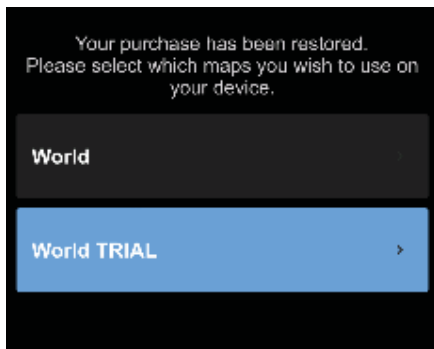 Your purchase has been restored.
Please select which maps you wish to use on
your device.
World
World TRIAL